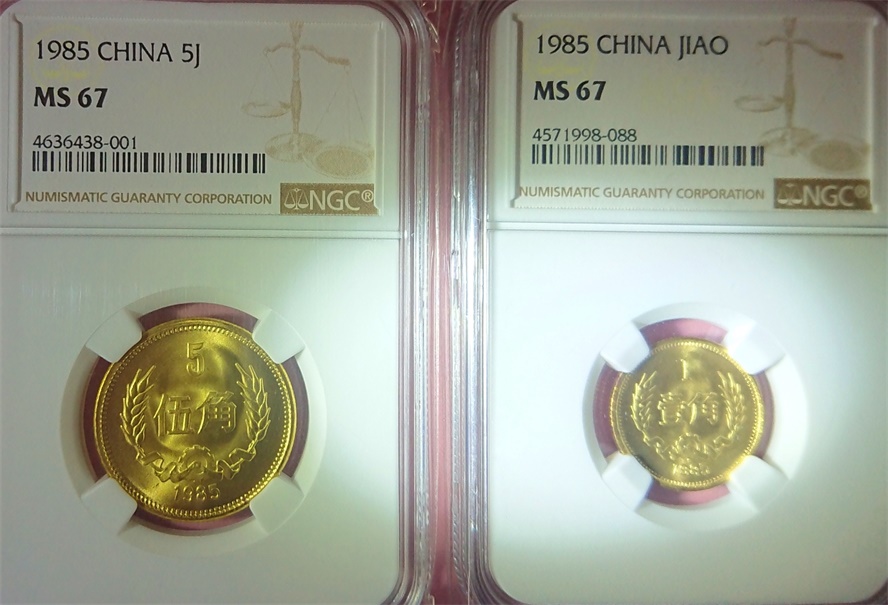 1985 CHINA 5J
MS 67
4636438-001
NUMISMATIC GUARANTY CORPORATION
NGC®
5
伍角
1985
1985 CHINA JIAO
MS 67
4571998-088
NUMISMATIC GUARANTY CORPORATION
NGC®
1
壹角